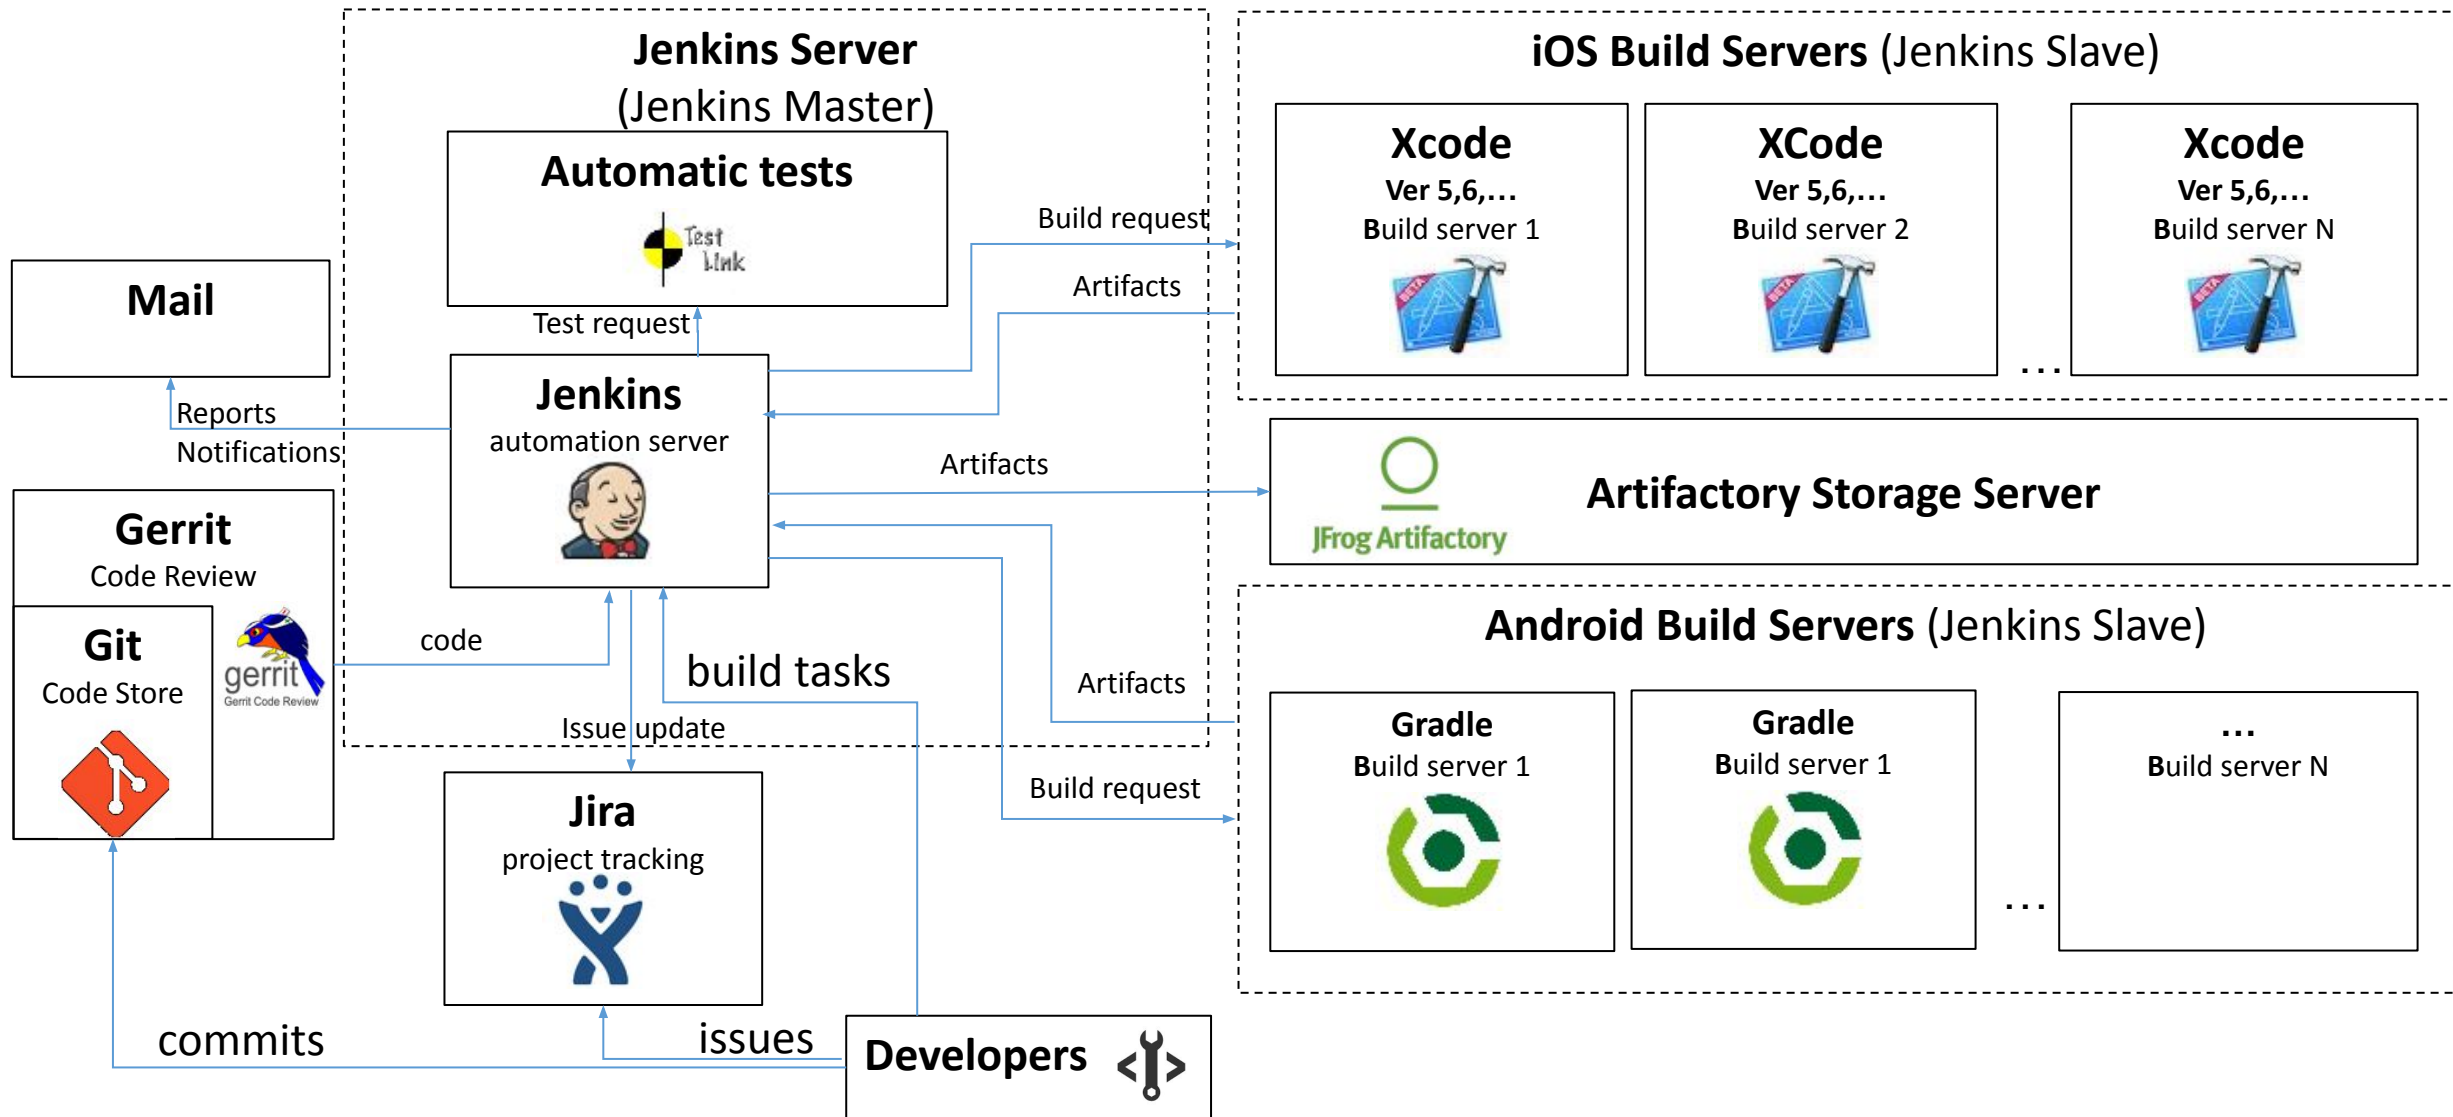 Jenkins Server
(Jenkins Master)
Automatic tests
Test
Link
Test request
Mail
Reports
Notifications
Jenkins
automation server
Gerrit
Code Review
Git
Code Store
gerrit
Gerrit Code Review
code
build tasks
Issue update
Jira
project tracking
commits
issues
Developers
Build request
Artifacts
Artifacts
Artifacts
Build request
iOS Build Servers (Jenkins Slave)
Xcode
Ver 5,6,...
Build server 1
BETA
XCode
Ver 5,6,...
Build server 2
BETA
...
Xcode
Ver 5,6,...
Build server N
BETA
JFrog Artifactory
Artifactory Storage Server
Android Build Servers (Jenkins Slave)
Gradle
Build server 1
Gradle
Build server 1
...
...
Build server N